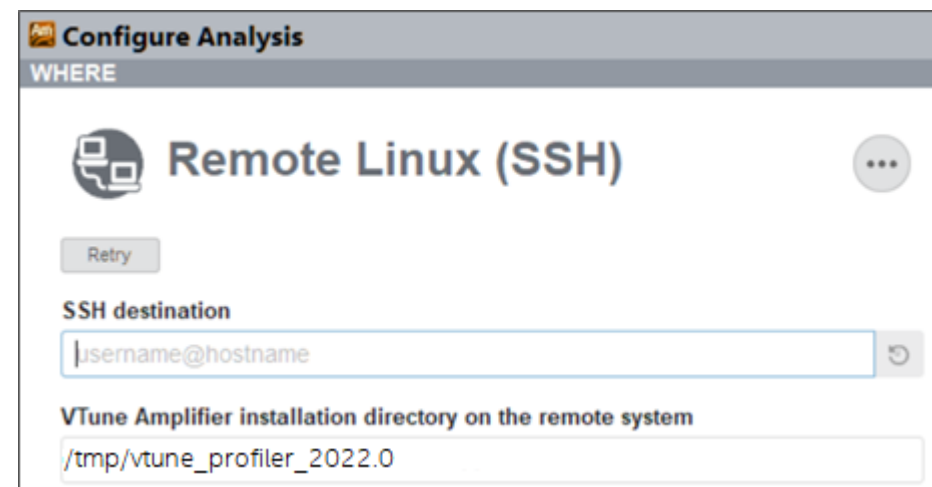 Configure Analysis
WHERE
Remote Linux (SSH)
Retry
SSH destination
username@hostname
VTune Amplifier installation directory on the remote system
/tmp/vtune_profiler_2022.0